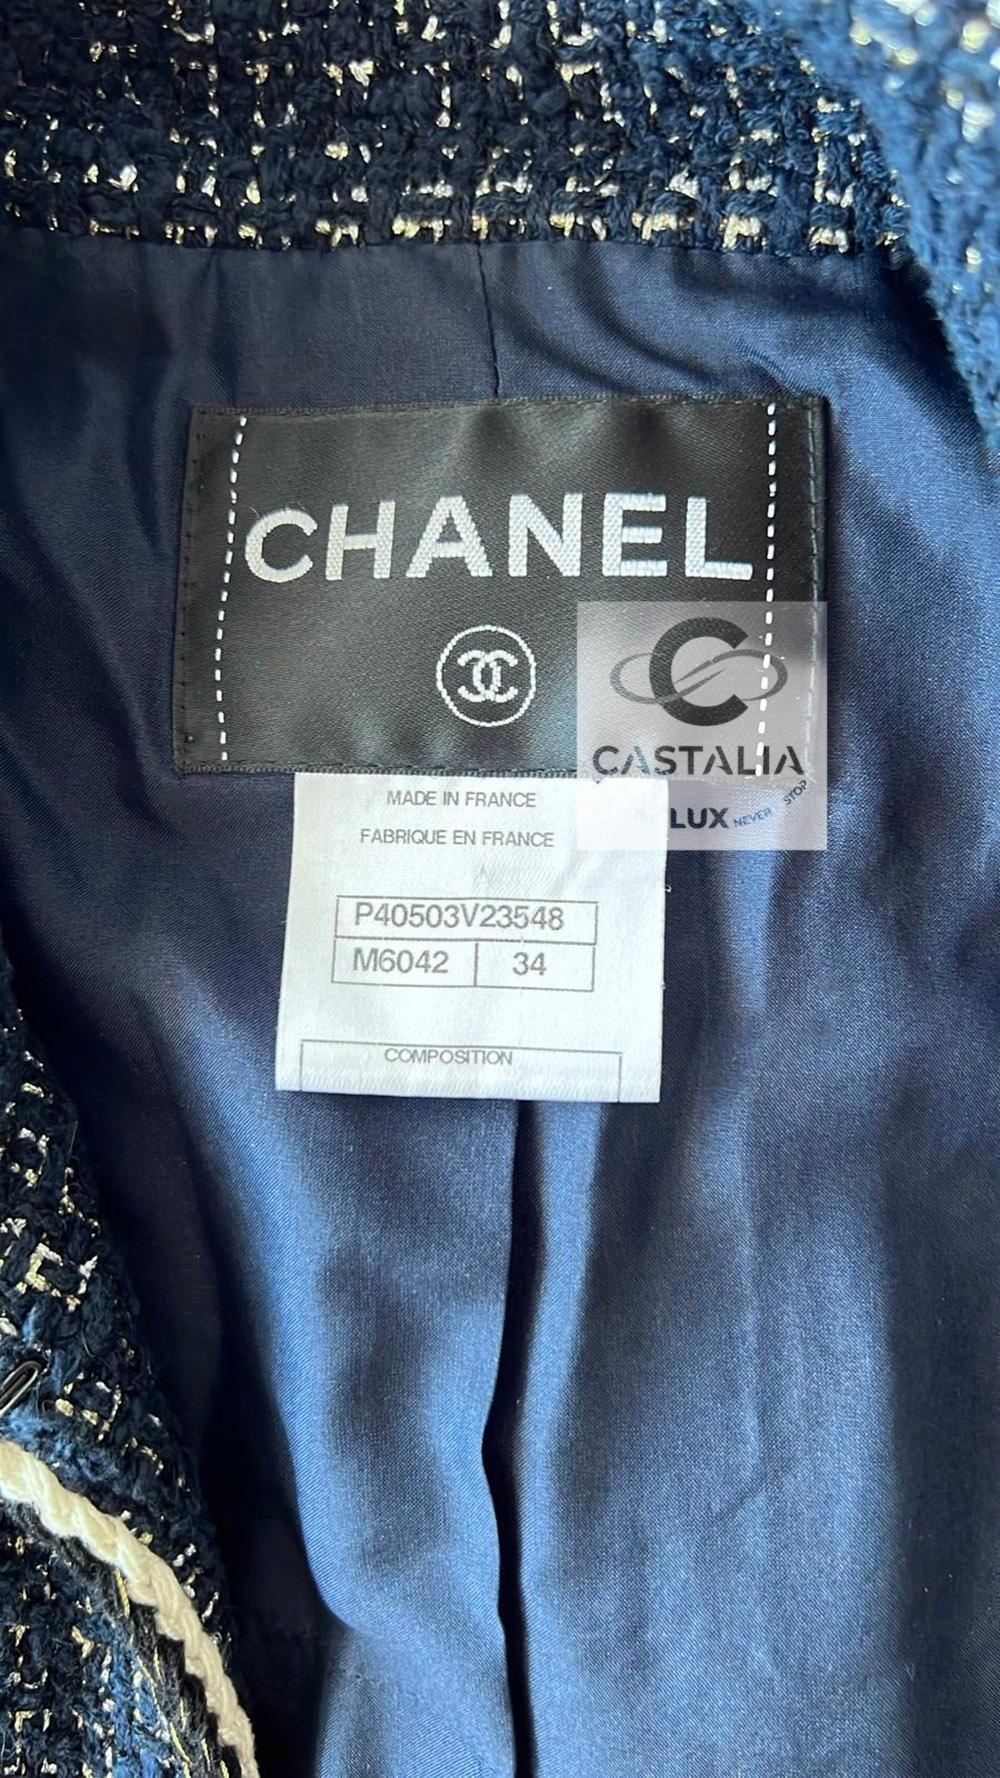 CHANEL
CASTALIA
LUX NEVER STOP
MADE IN FRANCE
FABRIQUE EN FRANCE
P40503V23548
M6042 34
COMPOSITION